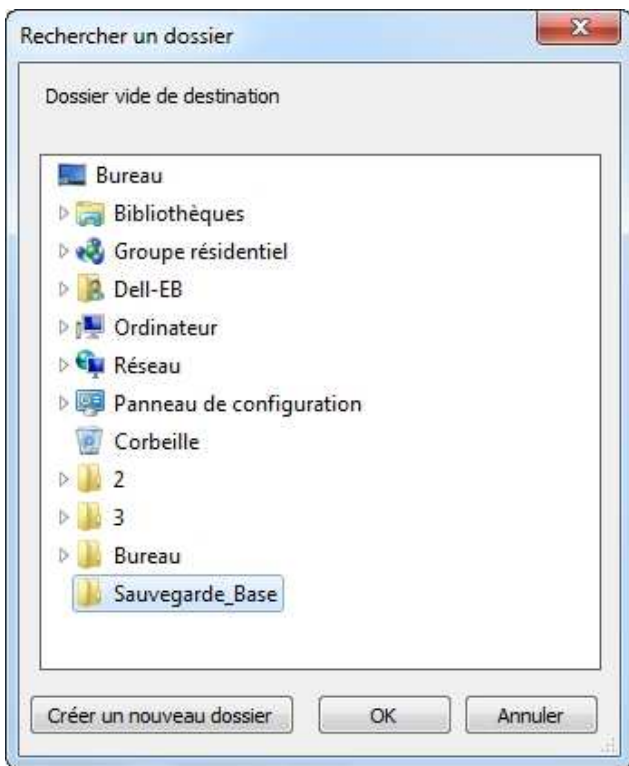 Rechercher un dossier
Dossier vide de destination
Bureau
Bibliothèques
Groupe résidentiel
Dell-EB
Ordinateur
Réseau
Panneau de configuration
Corbeille
2
3
Bureau
Sauvegarde_Base
Créer un nouveau dossier
OK
Annuler